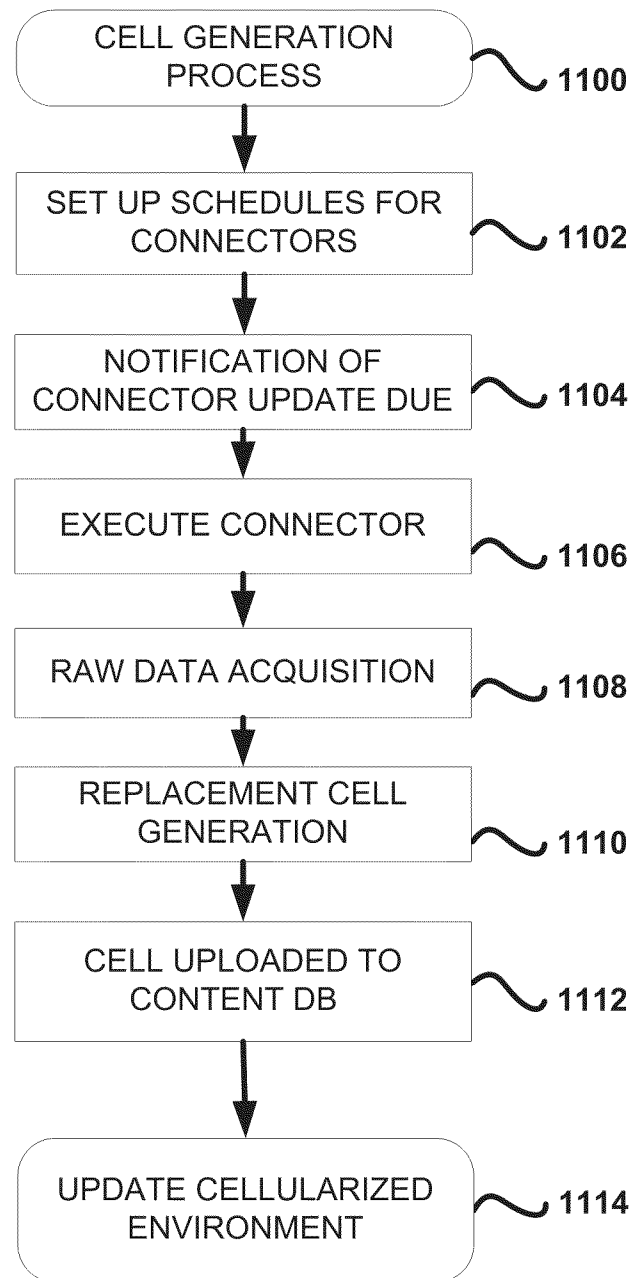 CELL GENERATION
PROCESS
1100
SET UP SCHEDULES FOR
CONNECTORS
1102
NOTIFICATION OF
CONNECTOR UPDATE DUE
1104
EXECUTE CONNECTOR
1106
RAW DATA ACQUISITION
1108
REPLACEMENT CELL
GENERATION
1110
CELL UPLOADED TO
CONTENT DB
1112
UPDATE CELLULARIZED
ENVIRONMENT
1114